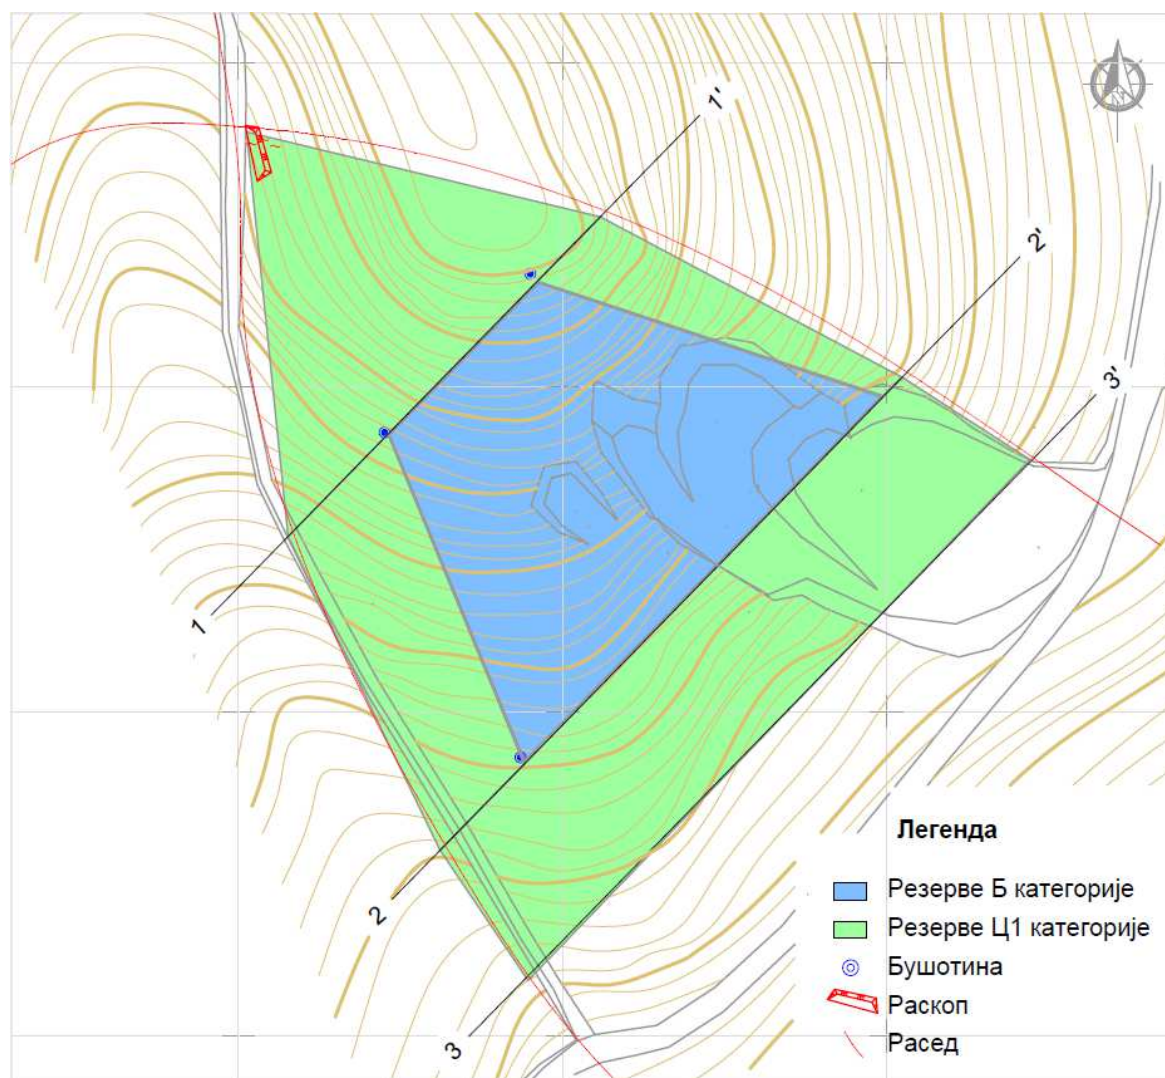 N
1'
2'
3'
1
2
3
Легенда
Резерве Б категорије
Резерве Ц1 категорије
Бушотина
Раскоп
Расед